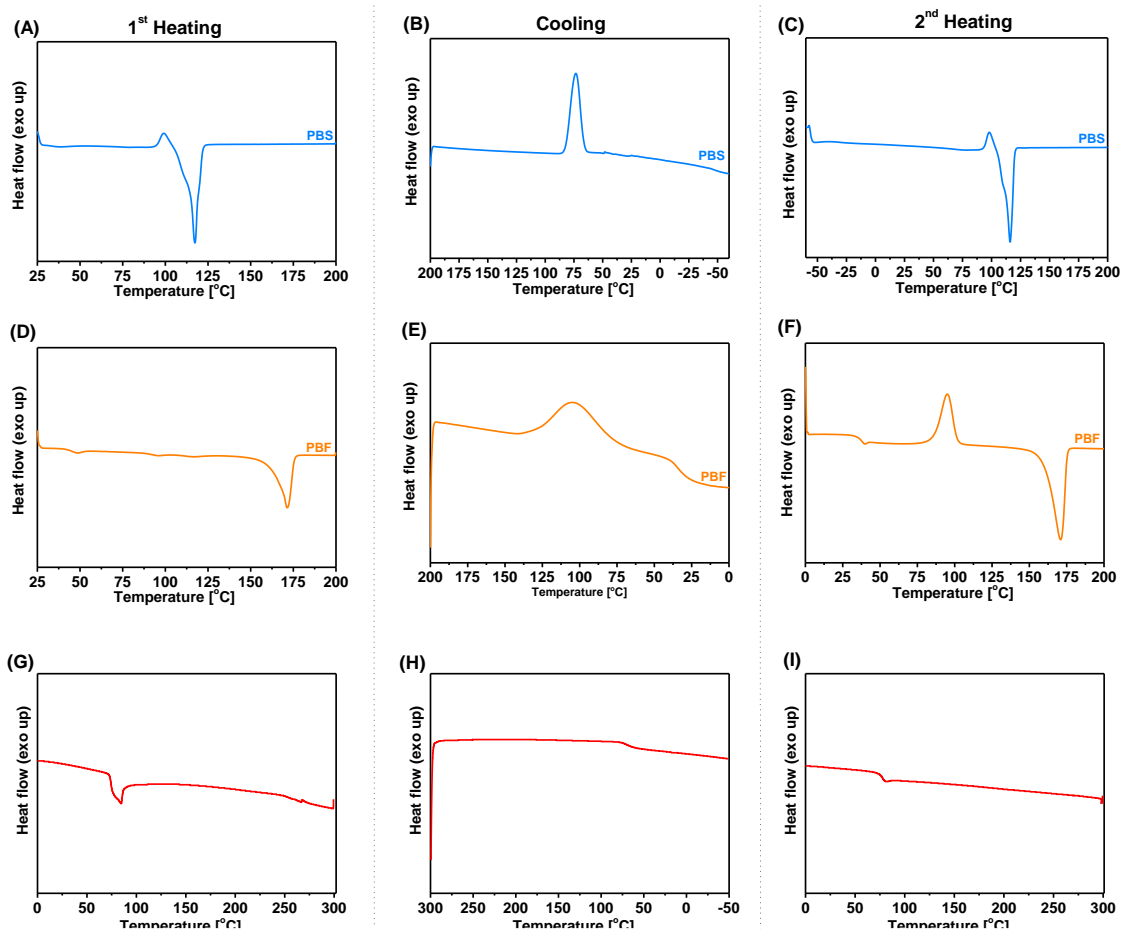 (A) 1st Heating
Heat flow (exo up)
PBS
25 50 75 100 125 150 175 200
Temperature [°C]
(B) Cooling
Heat flow (exo up)
PBS
200 175 150 125 100 75 50 25 0 -25 -50
Temperature [°C]
(C) 2nd Heating
Heat flow (exo up)
PBS
-50 -25 0 25 50 75 100 125 150 175 200
Temperature [°C]
(D)
Heat flow (exo up)
PBF
25 50 75 100 125 150 175 200
Temperature [°C]
(E)
Heat flow (exo up)
PBF
200 175 150 125 100 75 50 25 0
Temperature [°C]
(F)
Heat flow (exo up)
PBF
0 25 50 75 100 125 150 175 200
Temperature [°C]
(G)
Heat flow (exo up)
0 50 100 150 200 250 300
Temperature [°C]
(H)
Heat flow (exo up)
300 250 200 150 100 50 0 -50
Temperature [°C]
(I)
Heat flow (exo up)
0 50 100 150 200 250 300
Temperature [°C]